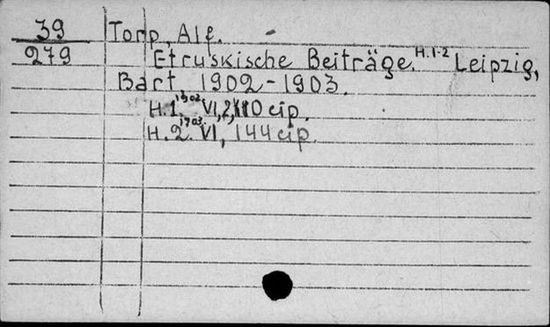 39 Torp, Alf.
279 Etruskische Beiträge. H.1-2 Leipzig,
Bart 1902-1903.
H.1. 1902 VI, 2, 110 cip.
H.2. 1903. VI, 144 cip.